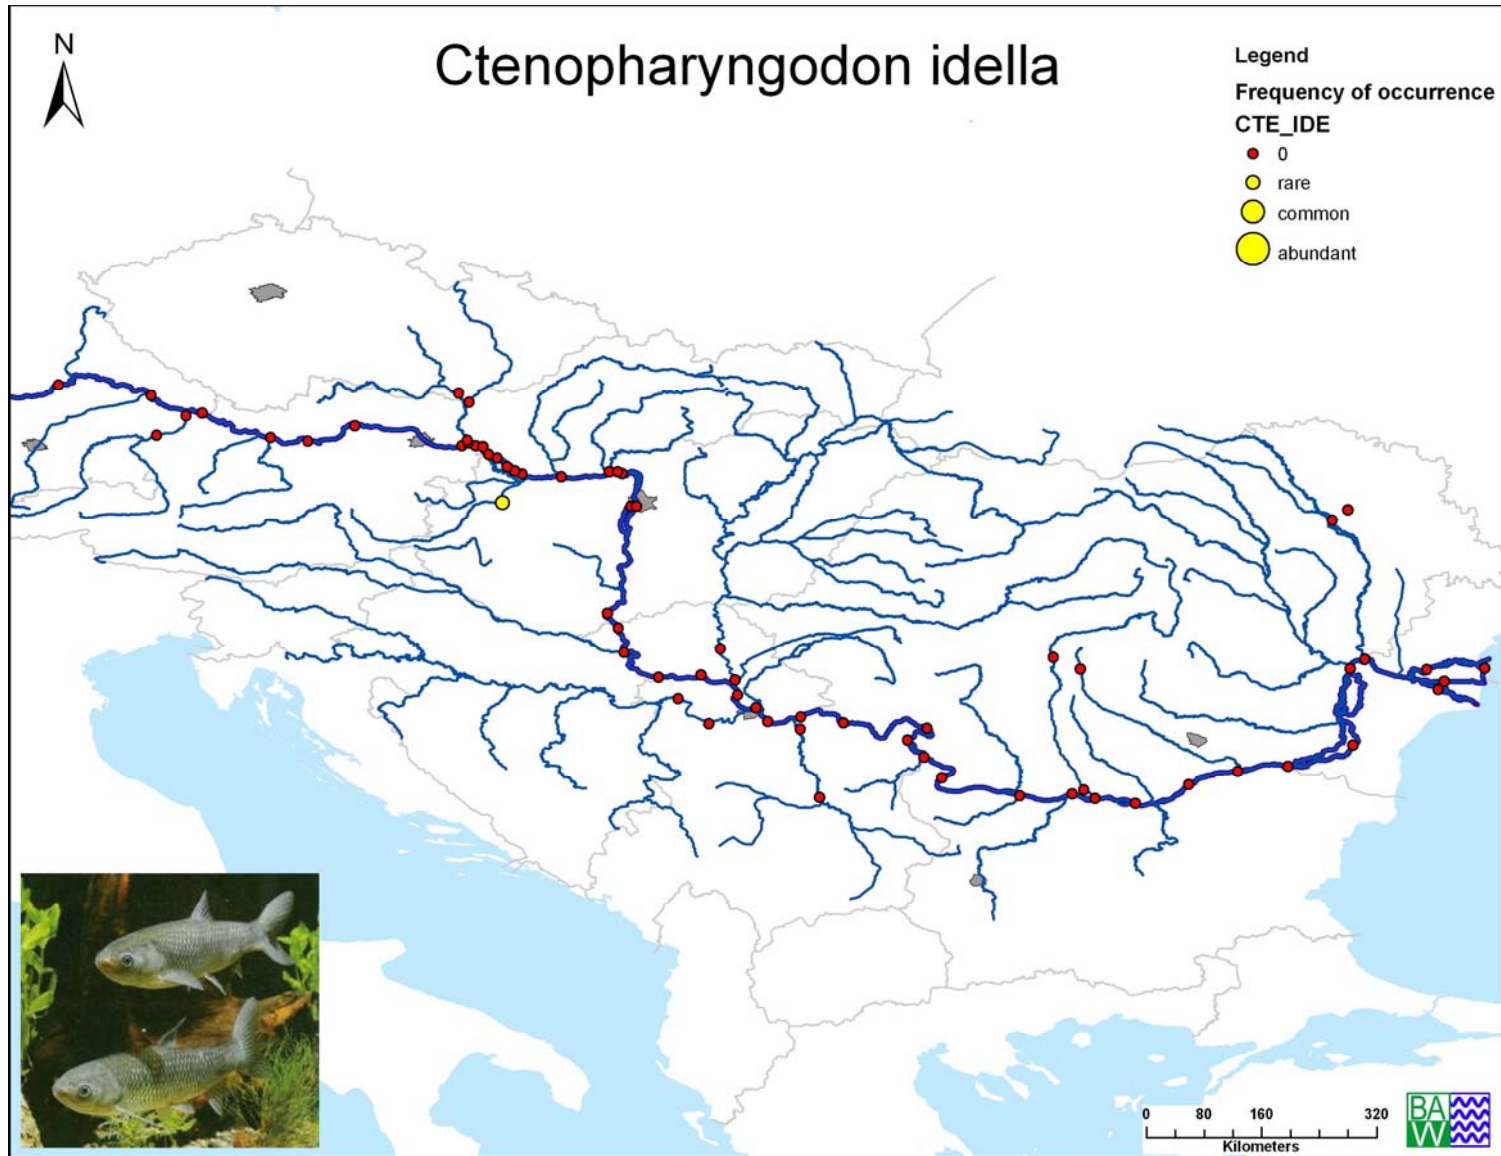 N
Ctenopharyngodon idella
Legend
Frequency of occurrence
CTE_IDE
0
rare
common
abundant
0 80 160 320
Kilometers
BA
W